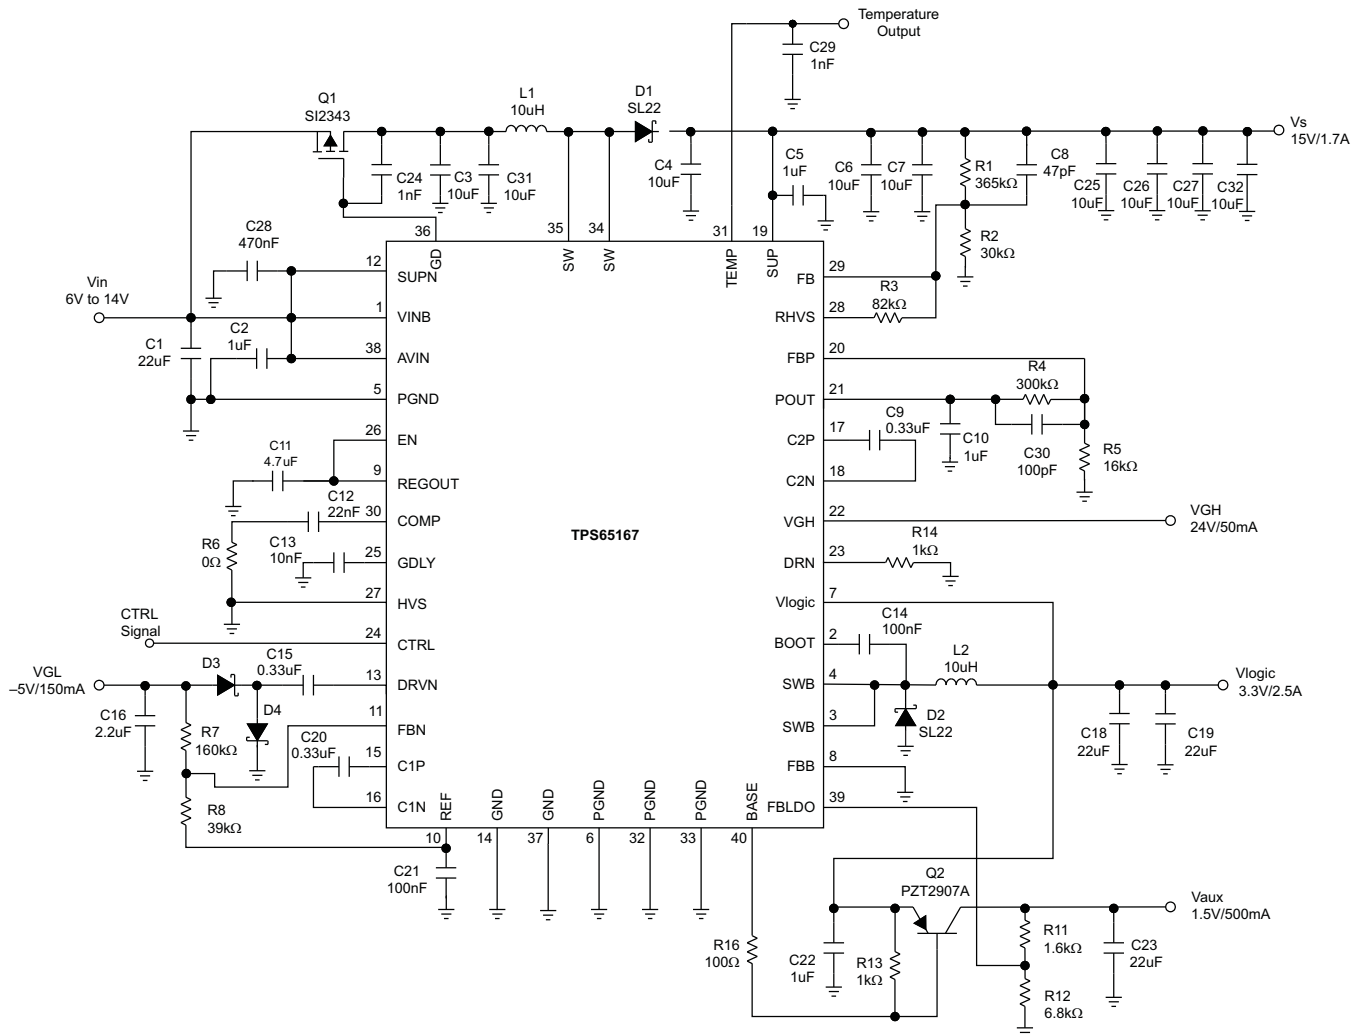 Temperature
Output
C29
1nF
Q1
SI2343
L1
10uH
D1
SL22
Vs
15V/1.7A
C24
1nF
C3
10uF
C31
10uF
C4
10uF
C5
1uF
C6
10uF
C7
10uF
R1
365kΩ
C8
47pF
C25
10uF
C26
10uF
C27
10uF
C32
10uF
R2
30kΩ
C28
470nF
36
GD
35
SW
34
SW
31
TEMP
19
SUP
Vin
6V to 14V
C1
22uF
C2
1uF
12
SUPN
1
VINB
38
AVIN
5
PGND
26
EN
9
REGOUT
30
COMP
25
GDLY
27
HVS
24
CTRL
13
DRVN
11
FBN
15
C1P
16
C1N
C11
4.7uF
C12
22nF
R6
0Ω
C13
10nF
CTRL
Signal
VGL
–5V/150mA
D3
C15
0.33uF
D4
C16
2.2uF
R7
160kΩ
C20
0.33uF
R8
39kΩ
TPS65167
FB
29
RHVS
28
R3
82kΩ
FBP
20
POUT
21
R4
300kΩ
C2P
17
C9
0.33uF
C10
1uF
C30
100pF
R5
16kΩ
C2N
18
VGH
22
VGH
24V/50mA
DRN
23
R14
1kΩ
Vlogic
7
BOOT
2
C14
100nF
SWB
4
L2
10uH
Vlogic
3.3V/2.5A
SWB
3
D2
SL22
C18
22uF
C19
22uF
FBB
8
FBLDO
39
REF
10
GND
14
GND
37
PGND
6
PGND
32
PGND
33
BASE
40
C21
100nF
Q2
PZT2907A
Vaux
1.5V/500mA
R16
100Ω
C22
1uF
R13
1kΩ
R11
1.6kΩ
C23
22uF
R12
6.8kΩ